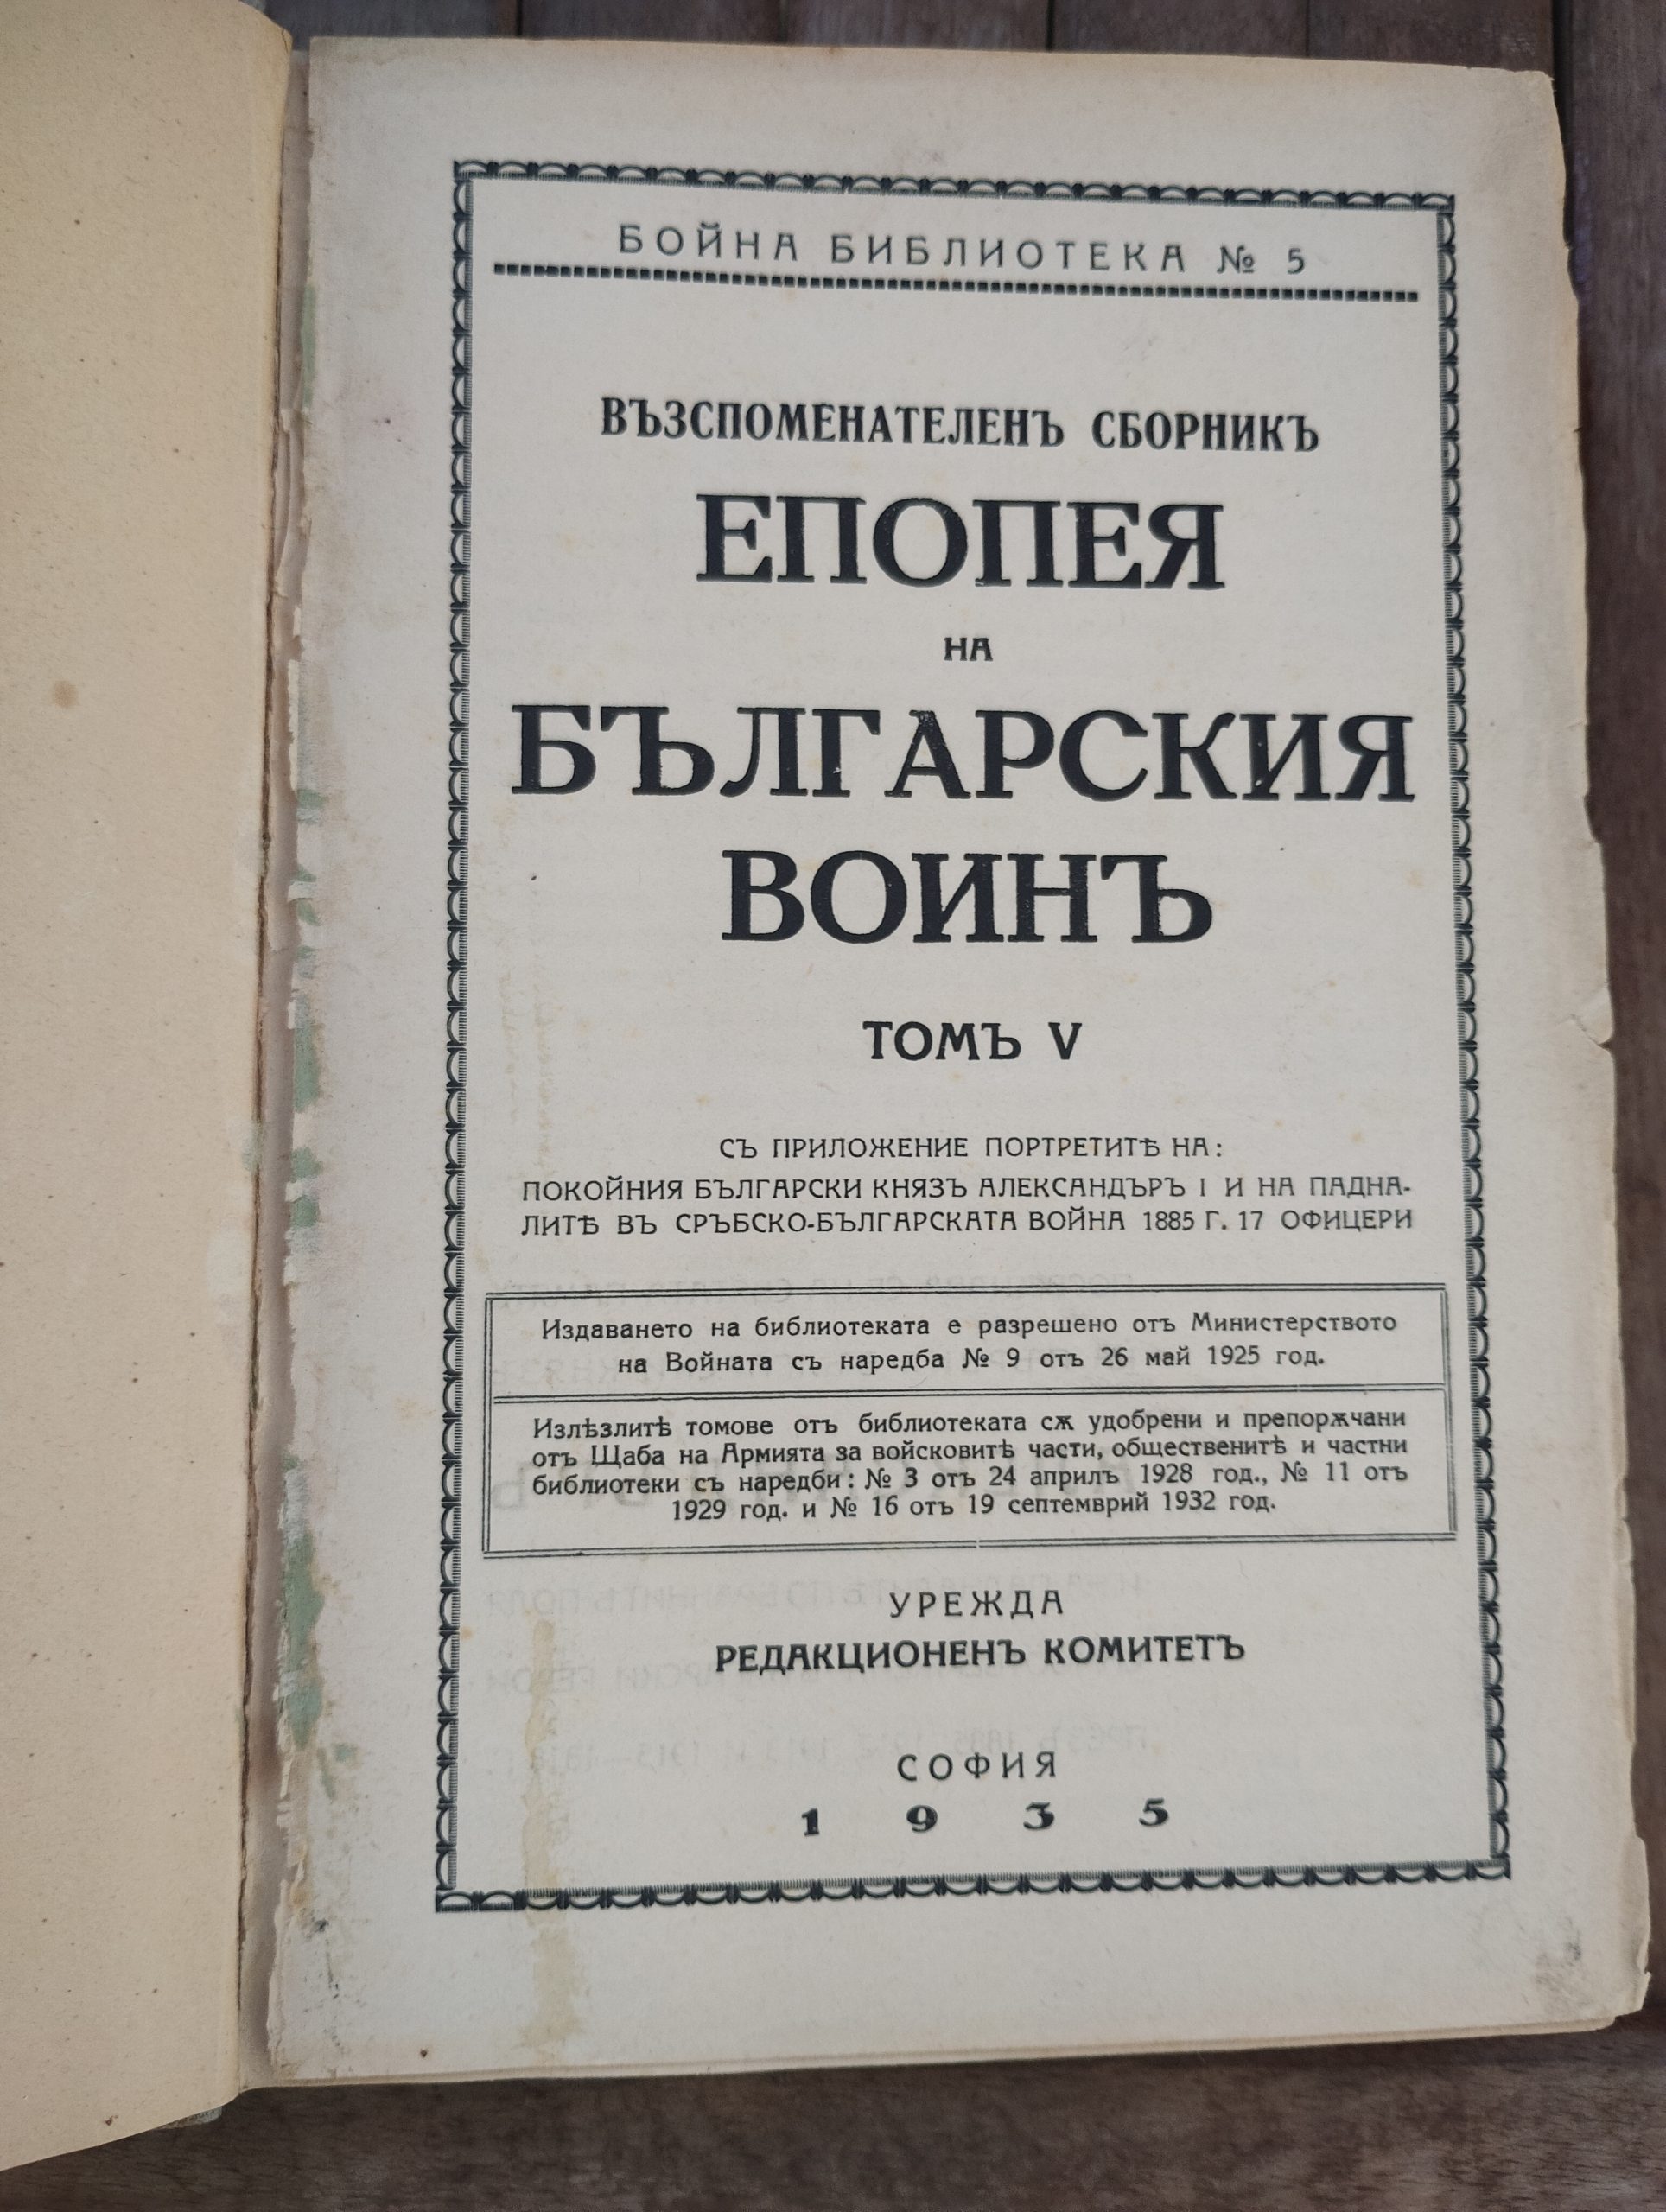 БОЙНА БИБЛИОТЕКА № 5
ВЪЗСПОМЕНАТЕЛЕНЪ СБОРНИКЪ
ЕПОПЕЯ
НА
БЪЛГАРСКИЯ
ВОИНЪ
ТОМЪ V
СЪ ПРИЛОЖЕНИЕ ПОРТРЕТИТѢ НА:
ПОКОЙНИЯ БЪЛГАРСКИ КНЯЗЪ АЛЕКСАНДЪРЪ I И НА ПАДНА-
ЛИТѢ ВЪ СРЪБСКО-БЪЛГАРСКАТА ВОЙНА 1885 Г. 17 ОФИЦЕРИ
Издаването на библиотеката е разрешено отъ Министерството
на Войната съ наредба № 9 отъ 26 май 1925 год.
Излѣзлитѣ томове отъ библиотеката сѫ удобрени и препорѫчани
отъ Щаба на Армията за войсковитѣ части, общественитѣ и частни
библиотеки съ наредби: № 3 отъ 24 априлъ 1928 год., № 11 отъ
1929 год. и № 16 отъ 19 септемврий 1932 год.
УРЕЖДА
РЕДАКЦИОНЕНЪ КОМИТЕТЪ
СОФИЯ
1 9 3 5